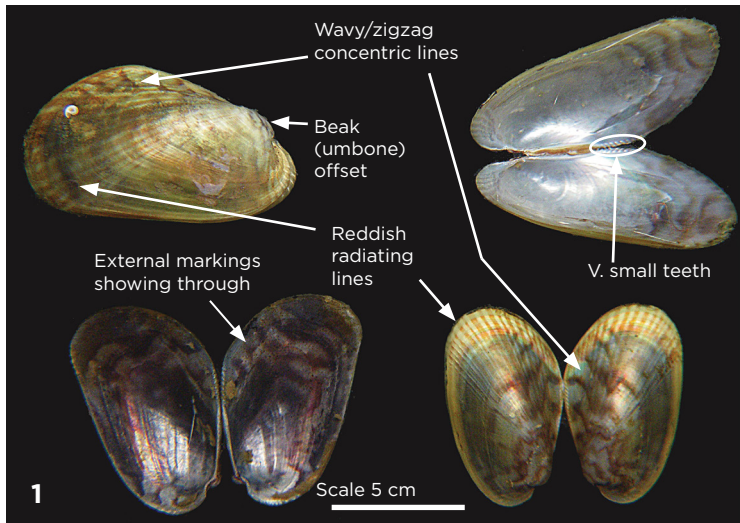 Wavy/zigzag
concentric lines
Beak
(umbone)
offset
Reddish
radiating
lines
V. small teeth
External markings
showing through
1
Scale 5 cm